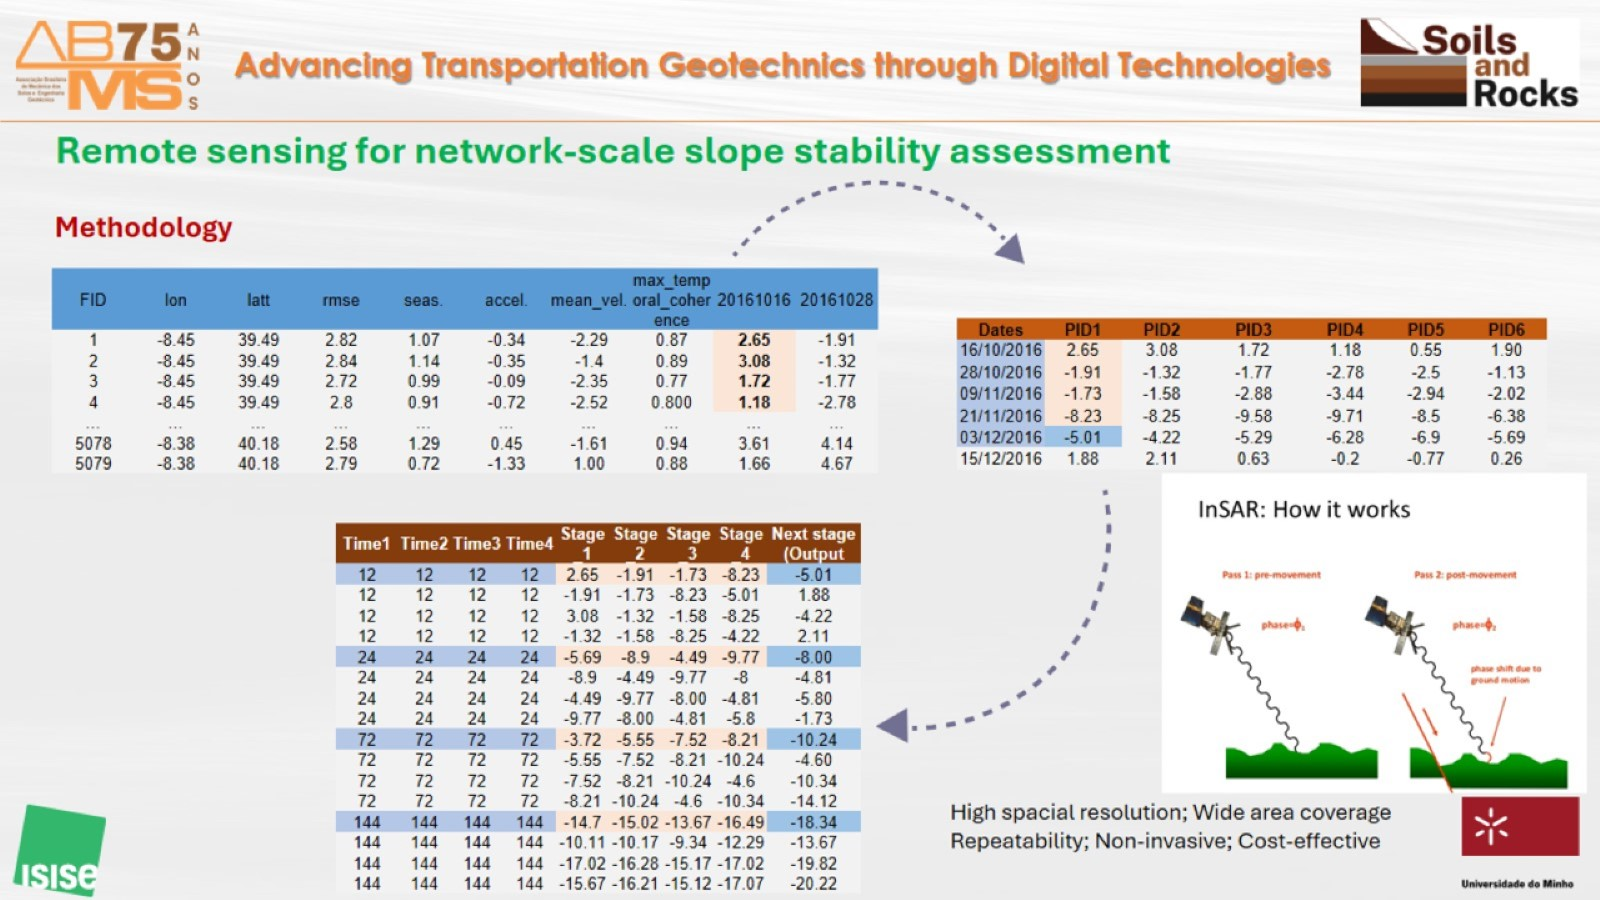 AB75 ANOS
MS
Associação Brasileira
de Mecânica dos
Solos e Engenharia
Geotécnica
Advancing Transportation Geotechnics through Digital Technologies
Soils
and
Rocks
Remote sensing for network-scale slope stability assessment
Methodology
FID lon latt rmse seas. accel. mean_vel. max_temporal_coherence 20161016 20161028
1 -8.45 39.49 2.82 1.07 -0.34 -2.29 0.87 2.65 -1.91
2 -8.45 39.49 2.84 1.14 -0.35 -1.4 0.89 3.08 -1.32
3 -8.45 39.49 2.72 0.99 -0.09 -2.35 0.77 1.72 -1.77
4 -8.45 39.49 2.8 0.91 -0.72 -2.52 0.800 1.18 -2.78
... ... ... ... ... ... ... ... ... ...
5078 -8.38 40.18 2.58 1.29 0.45 -1.61 0.94 3.61 4.14
5079 -8.38 40.18 2.79 0.72 -1.33 1.00 0.88 1.66 4.67
Dates PID1 PID2 PID3 PID4 PID5 PID6
16/10/2016 2.65 3.08 1.72 1.18 0.55 1.90
28/10/2016 -1.91 -1.32 -1.77 -2.78 -2.5 -1.13
09/11/2016 -1.73 -1.58 -2.88 -3.44 -2.94 -2.02
21/11/2016 -8.23 -8.25 -9.58 -9.71 -8.5 -6.38
03/12/2016 -5.01 -4.22 -5.29 -6.28 -6.9 -5.69
15/12/2016 1.88 2.11 0.63 -0.2 -0.77 0.26
Time1 Time2 Time3 Time4 Stage_1 Stage_2 Stage_3 Stage_4 Next stage (Output
12 12 12 12 2.65 -1.91 -1.73 -8.23 -5.01
12 12 12 12 -1.91 -1.73 -8.23 -5.01 1.88
12 12 12 12 3.08 -1.32 -1.58 -8.25 -4.22
12 12 12 12 -1.32 -1.58 -8.25 -4.22 2.11
24 24 24 24 -5.69 -8.9 -4.49 -9.77 -8.00
24 24 24 24 -8.9 -4.49 -9.77 -8 -4.81
24 24 24 24 -4.49 -9.77 -8.00 -4.81 -5.80
24 24 24 24 -9.77 -8.00 -4.81 -5.8 -1.73
72 72 72 72 -3.72 -5.55 -7.52 -8.21 -10.24
72 72 72 72 -5.55 -7.52 -8.21 -10.24 -4.60
72 72 72 72 -7.52 -8.21 -10.24 -4.6 -10.34
72 72 72 72 -8.21 -10.24 -4.6 -10.34 -14.12
144 144 144 144 -14.7 -15.02 -13.67 -16.49 -18.34
144 144 144 144 -10.11 -10.17 -9.34 -12.29 -13.67
144 144 144 144 -17.02 -16.28 -15.17 -17.02 -19.82
144 144 144 144 -15.67 -16.21 -15.12 -17.07 -20.22
InSAR: How it works
Pass 1: pre-movement
Pass 2: post-movement
phase=ϕ₁
phase=ϕ₂
phase shift due to
ground motion
High spacial resolution; Wide area coverage
Repeatability; Non-invasive; Cost-effective
ISISE
Universidade do Minho